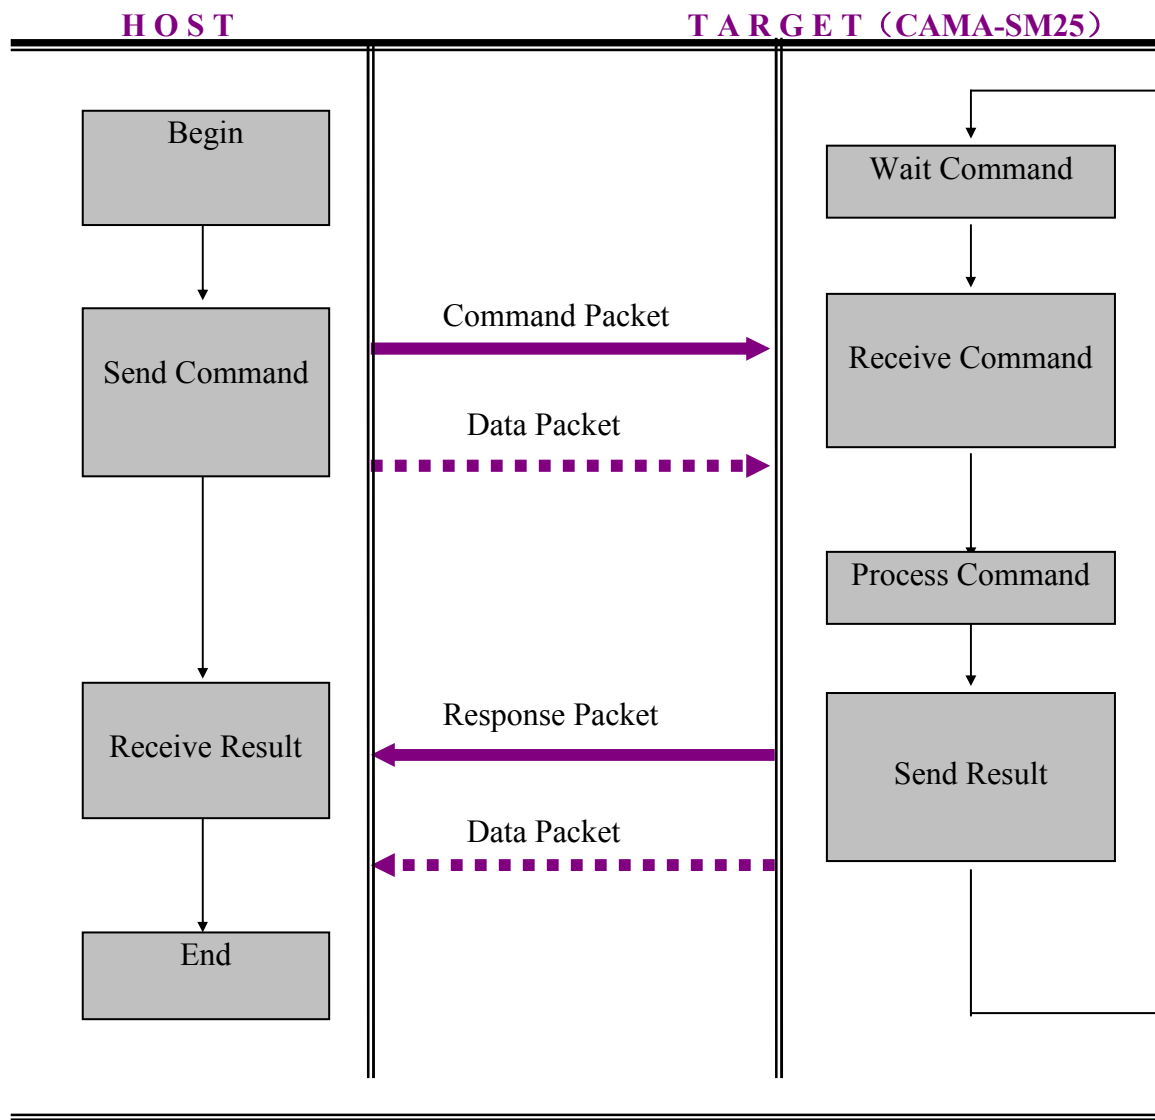 H O S T
T A R G E T（CAMA-SM25）
Begin
Wait Command
Command Packet
Send Command
Receive Command
Data Packet
Process Command
Response Packet
Receive Result
Send Result
Data Packet
End